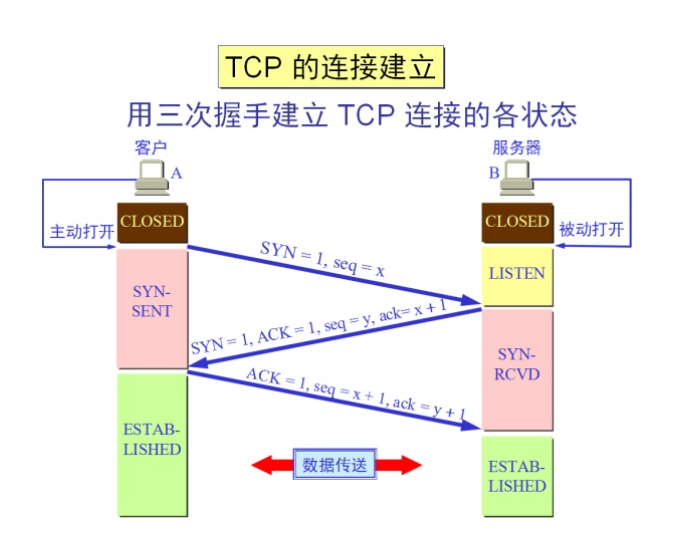 TCP 的连接建立
用三次握手建立 TCP 连接的各状态
客户
服务器
A
B
CLOSED
CLOSED
主动打开
被动打开
SYN = 1, seq = x
LISTEN
SYN-
SENT
SYN = 1, ACK = 1, seq = y, ack= x + 1
SYN-
RCVD
ACK = 1, seq = x + 1, ack = y + 1
ESTAB-
LISHED
数据传送
ESTAB-
LISHED